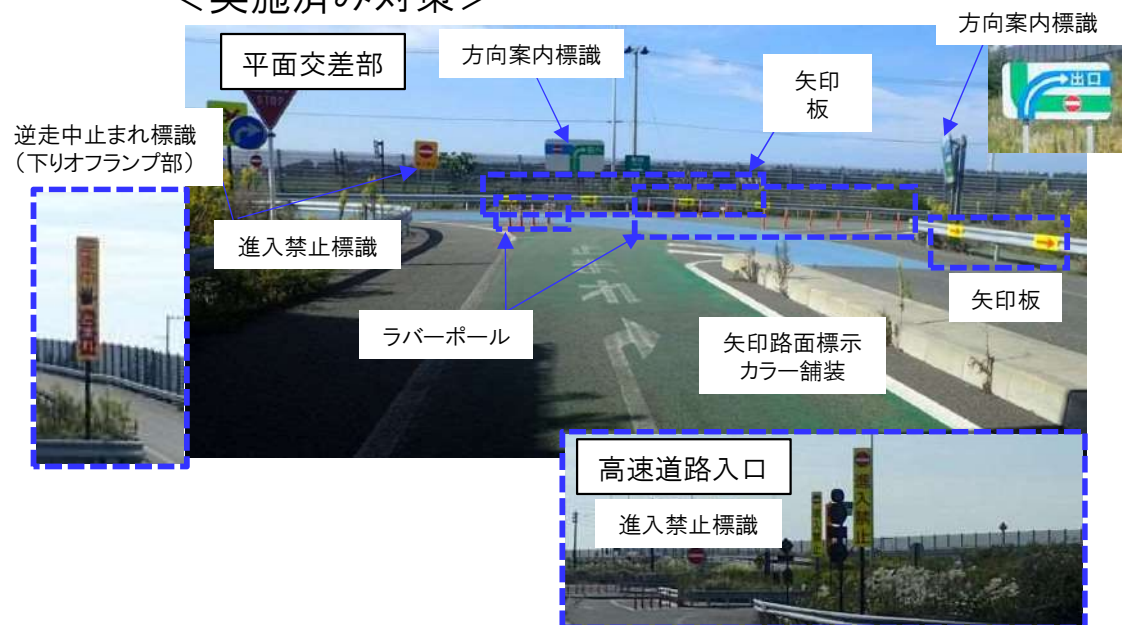 <実施済み対策>
方向案内標識
平面交差部
方向案内標識
矢印
板
出口
STOP
逆走中止まれ標識
(下りオフランプ部)
進入禁止標識
矢印板
ラバーポール
矢印路面標示
カラー舗装
高速道路入口
進入禁止標識
進入禁止